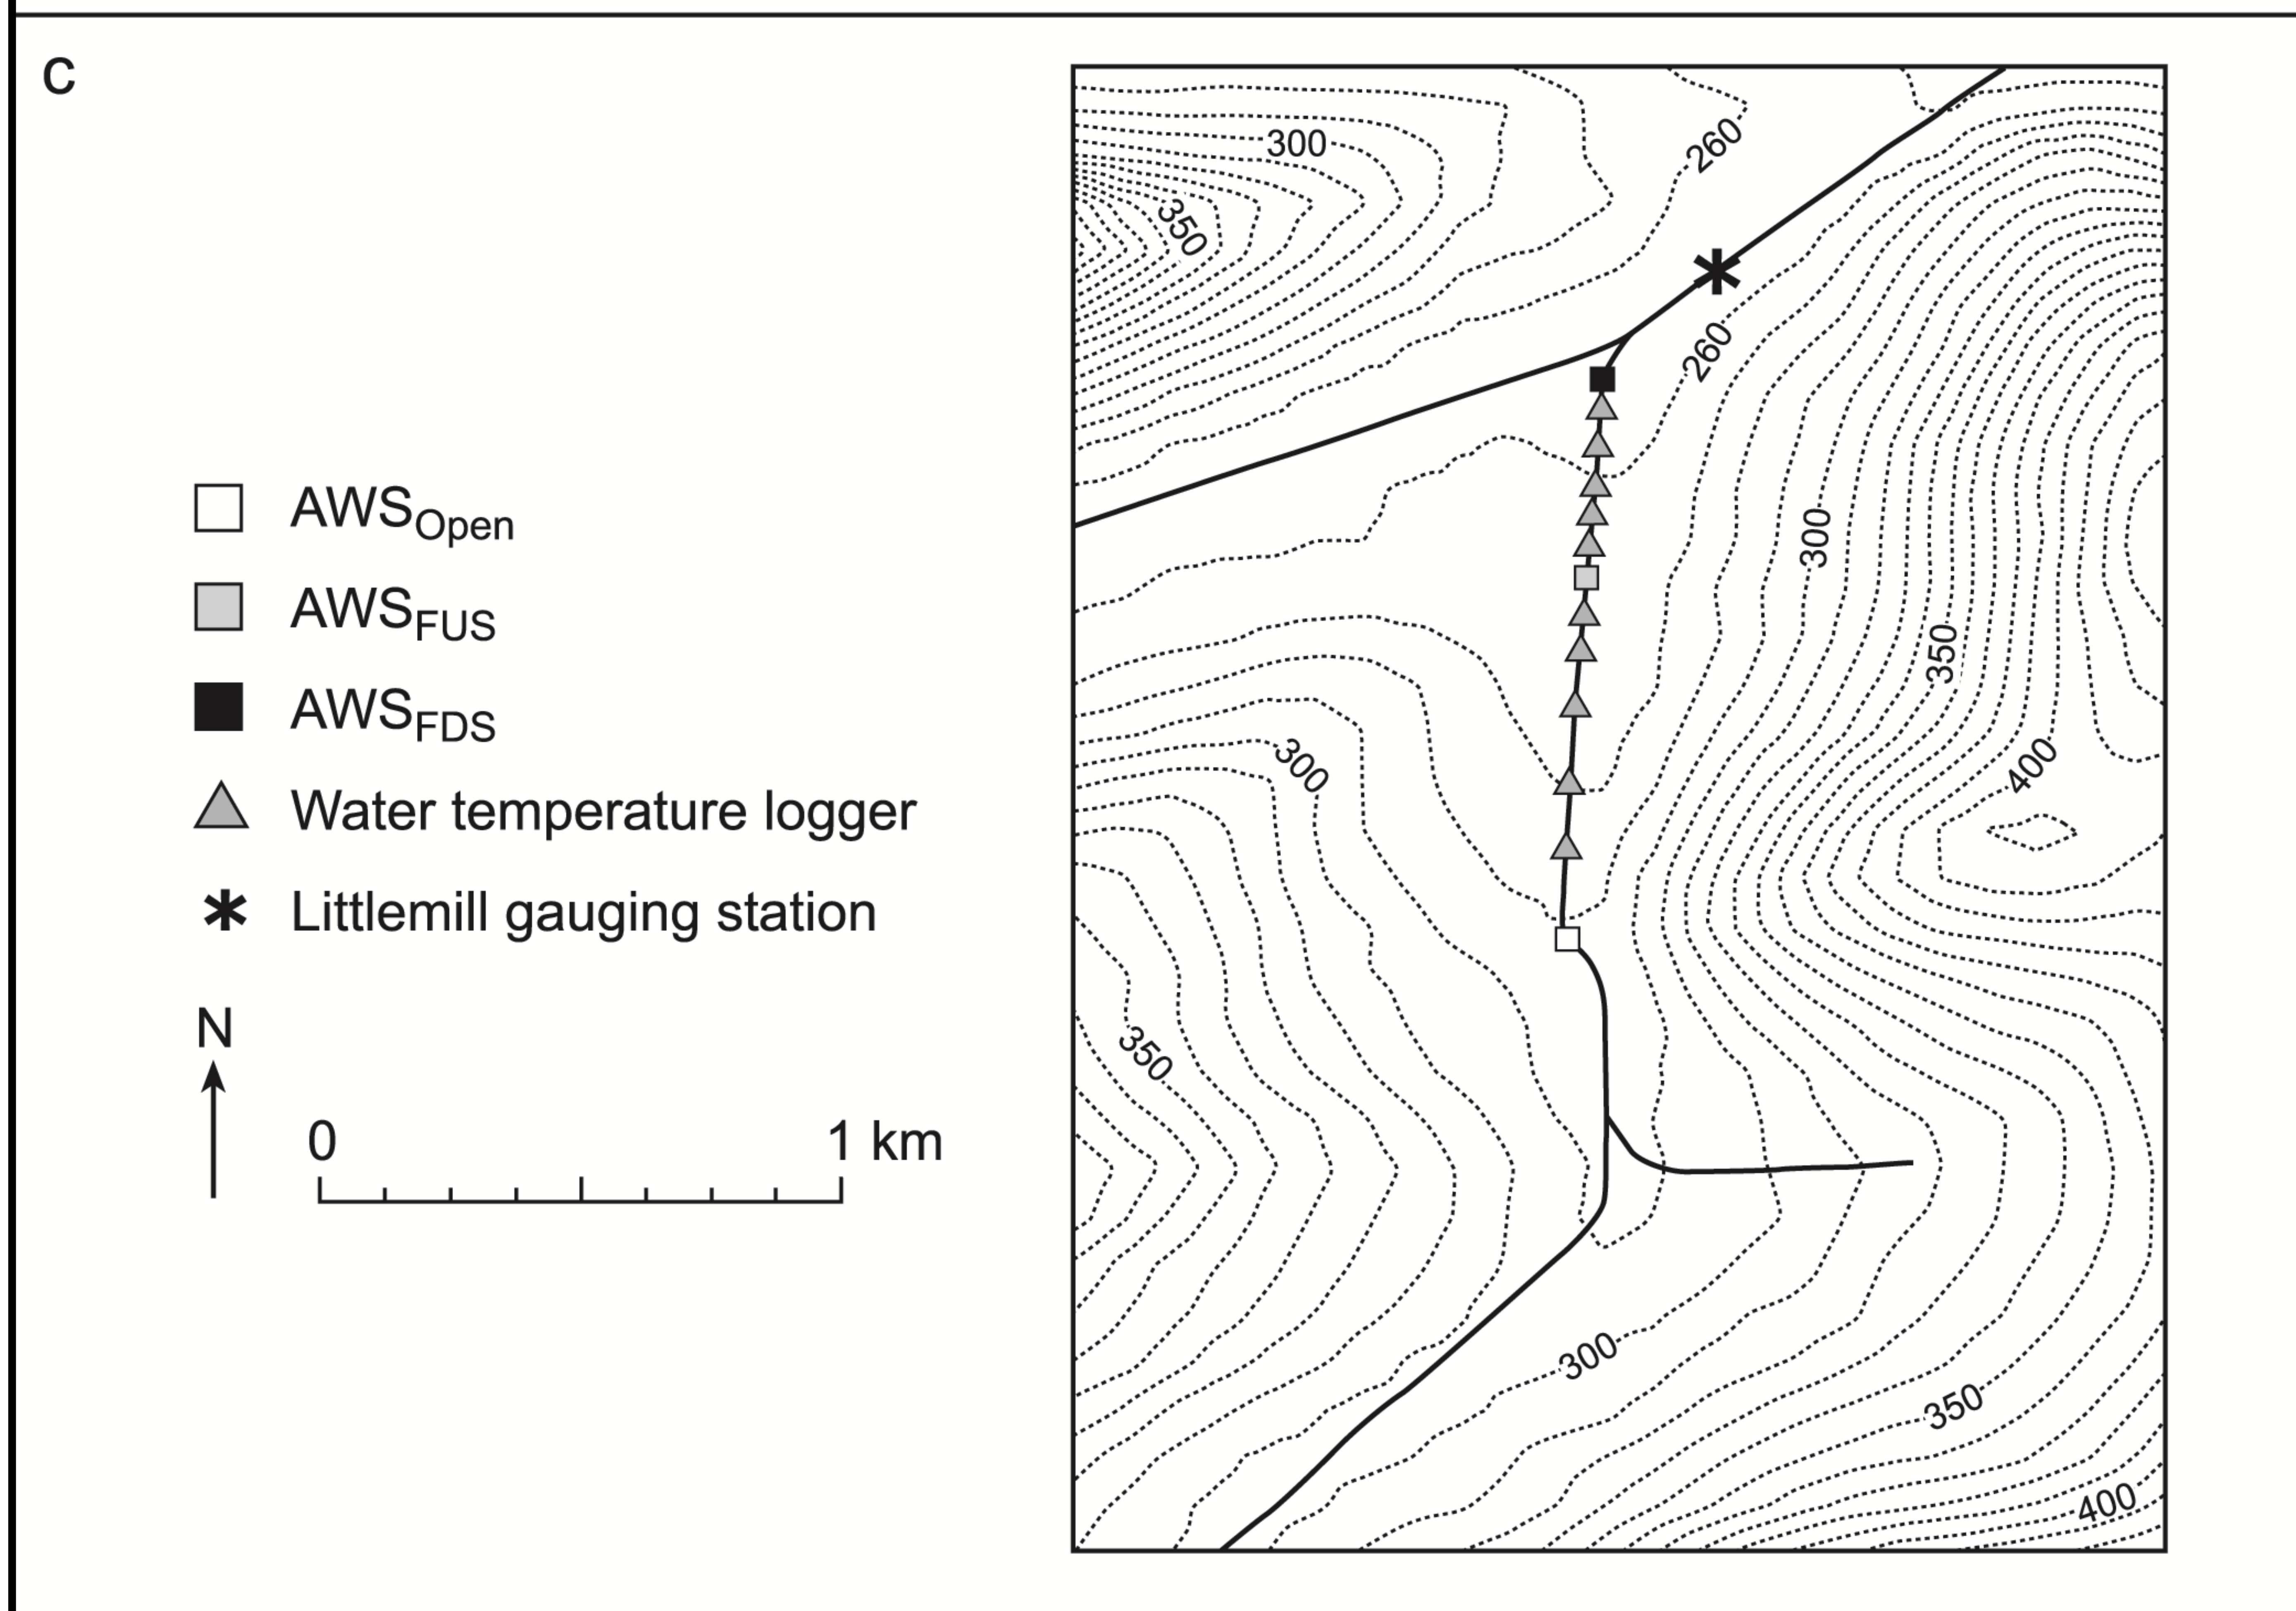 c
300
260
350
260
300
350
300
400
350
300
350
400
AWSOpen
AWSFUS
AWSFDS
Water temperature logger
Littlemill gauging station
N
0 1 km